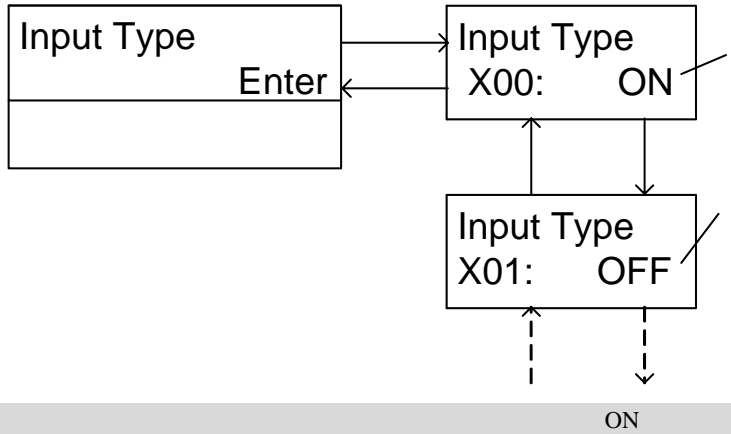 Input Type
Enter
Input Type
X00: ON
Input Type
X01: OFF
ON